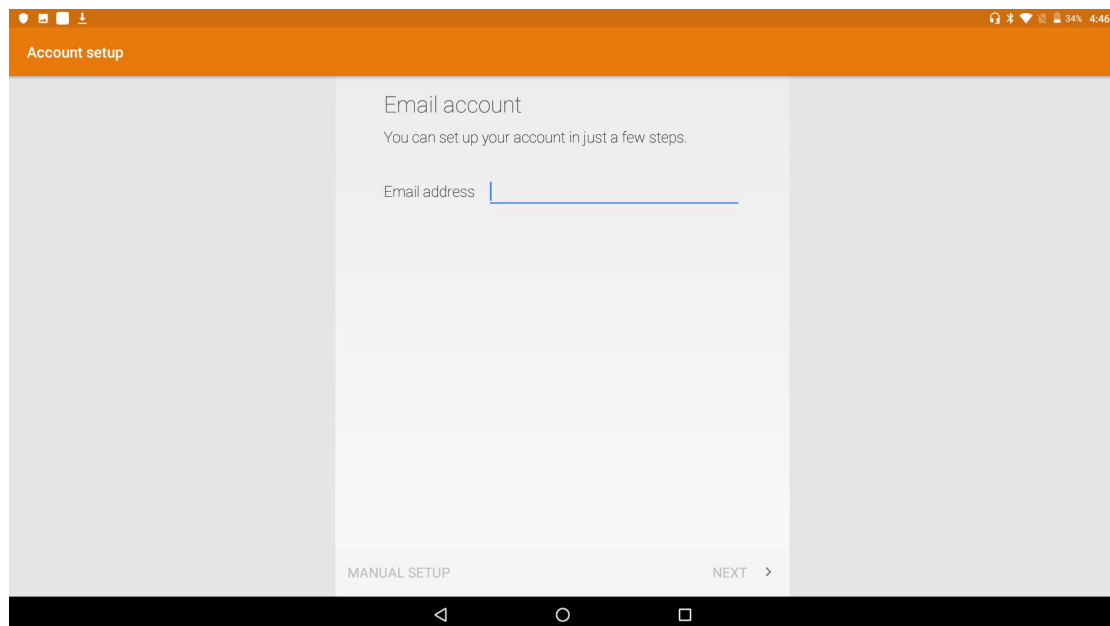 34% 4:46
Account setup
Email account
You can set up your account in just a few steps.
Email address
MANUAL SETUP
NEXT